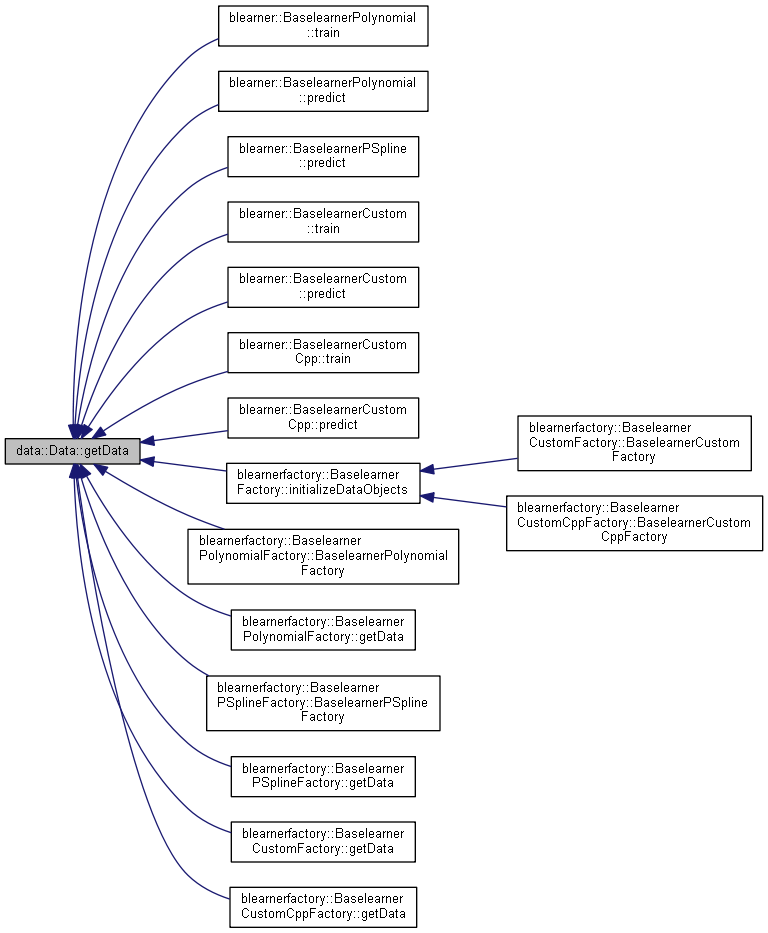 blearner::BaselearnerPolynomial
::train
blearner::BaselearnerPolynomial
::predict
blearner::BaselearnerPSpline
::predict
blearner::BaselearnerCustom
::train
blearner::BaselearnerCustom
::predict
blearner::BaselearnerCustom
Cpp::train
blearner::BaselearnerCustom
Cpp::predict
data::Data::getData
blearnerfactory::Baselearner
Factory::initializeDataObjects
blearnerfactory::Baselearner
CustomFactory::BaselearnerCustom
Factory
blearnerfactory::Baselearner
CustomCppFactory::BaselearnerCustom
CppFactory
blearnerfactory::Baselearner
PolynomialFactory::BaselearnerPolynomial
Factory
blearnerfactory::Baselearner
PolynomialFactory::getData
blearnerfactory::Baselearner
PSplineFactory::BaselearnerPSpline
Factory
blearnerfactory::Baselearner
PSplineFactory::getData
blearnerfactory::Baselearner
CustomFactory::getData
blearnerfactory::Baselearner
CustomCppFactory::getData